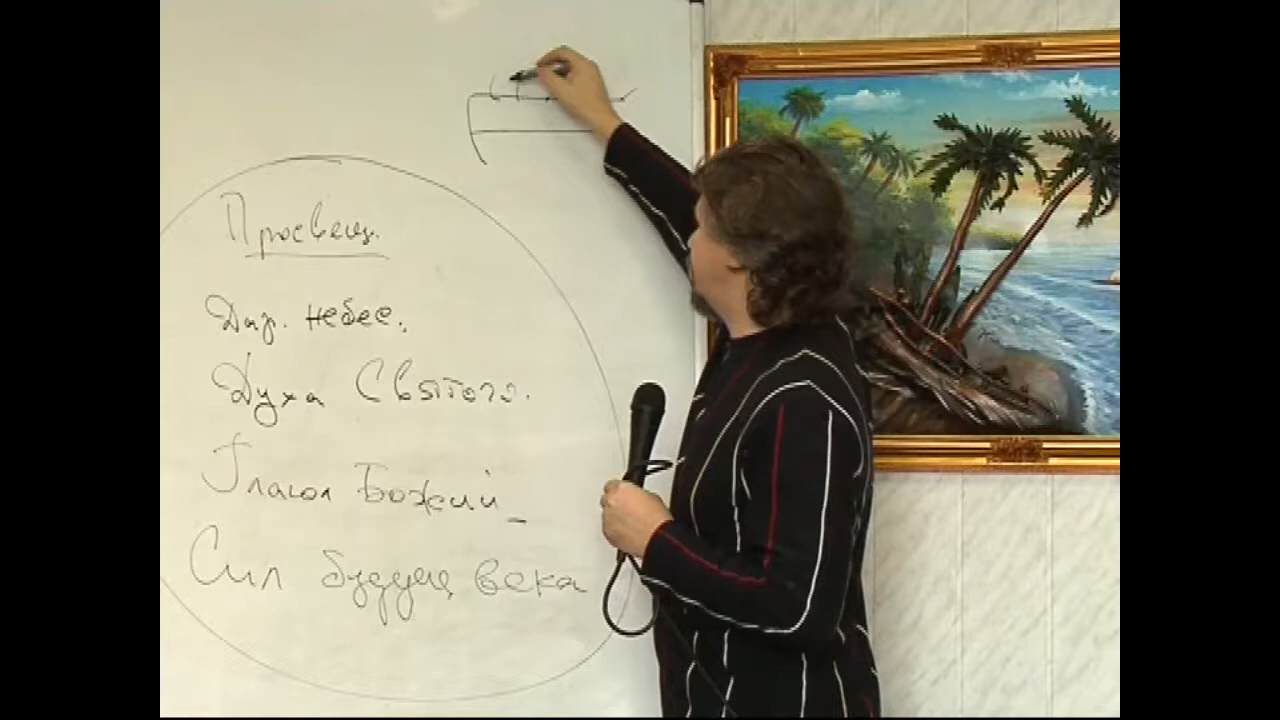 Просвещ.
Дар. небес.
Духа Святого.
Глагол Божий
Сил будущ века